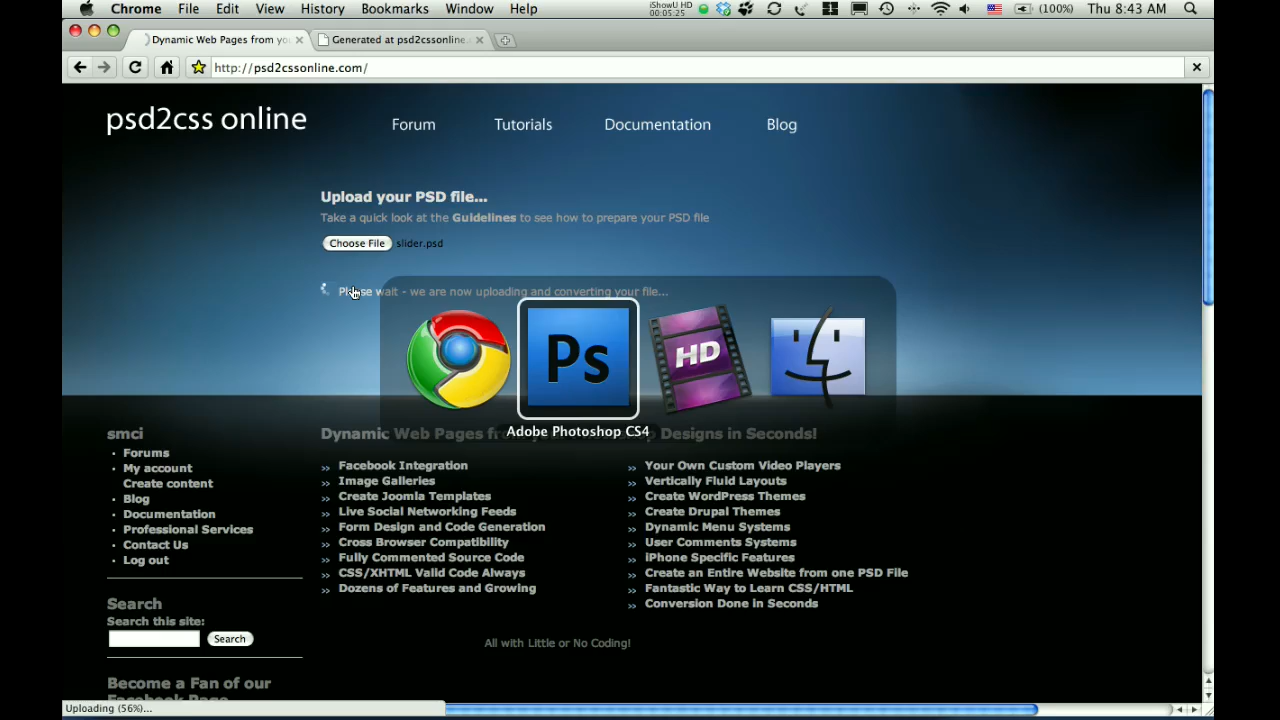 Chrome File Edit View History Bookmarks Window Help iShowU HD 00:05:25 (100%) Thu 8:43 AM
Dynamic Web Pages from yo
Generated at psd2cssonline.
http://psd2cssonline.com/
psd2css online
Forum Tutorials Documentation Blog
Upload your PSD file...
Take a quick look at the Guidelines to see how to prepare your PSD file
Choose File slider.psd
Please wait - we are now uploading and converting your file...
Ps
HD
Adobe Photoshop CS4
smci
Forums
My account
Create content
Blog
Documentation
Professional Services
Contact Us
Log out
Search
Search this site:
Search
Become a Fan of our
Facebook Page
Dynamic Web Pages from Designs in Seconds!
» Facebook Integration
» Image Galleries
» Create Joomla Templates
» Live Social Networking Feeds
» Form Design and Code Generation
» Cross Browser Compatibility
» Fully Commented Source Code
» CSS/XHTML Valid Code Always
» Dozens of Features and Growing
» Your Own Custom Video Players
» Vertically Fluid Layouts
» Create WordPress Themes
» Create Drupal Themes
» Dynamic Menu Systems
» User Comments Systems
» iPhone Specific Features
» Create an Entire Website from one PSD File
» Fantastic Way to Learn CSS/HTML
» Conversion Done in Seconds
All with Little or No Coding!
Uploading (56%)...